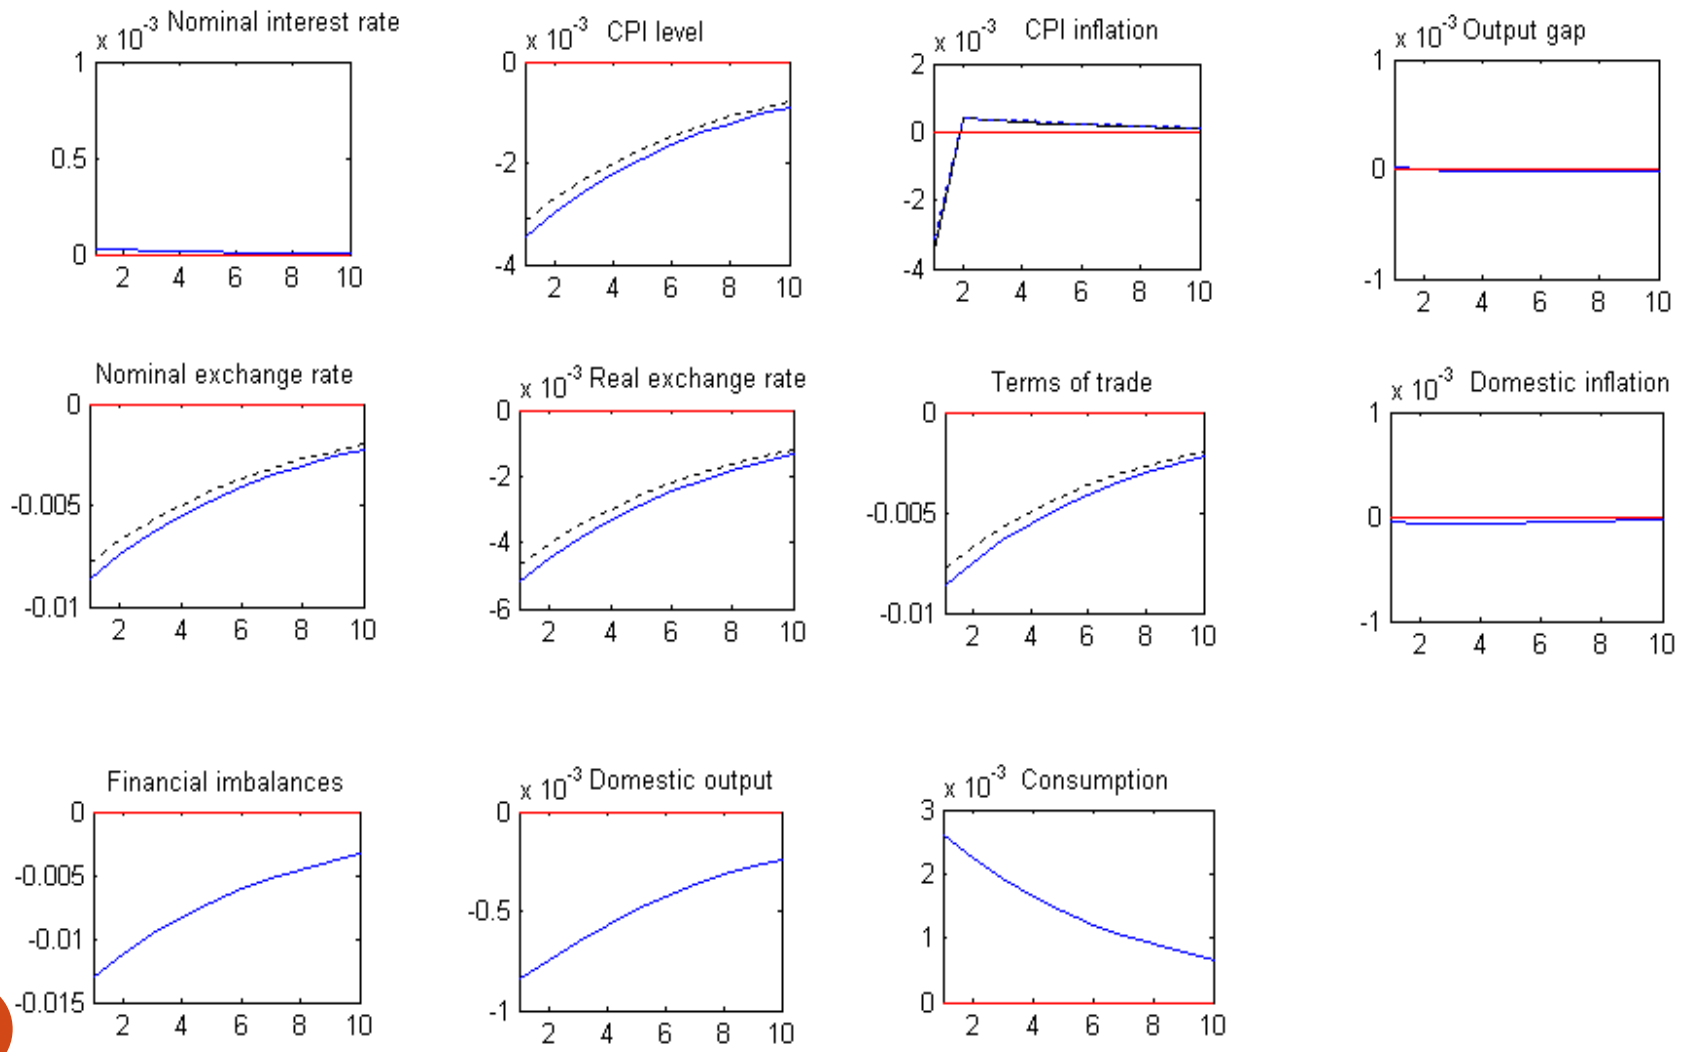 x 10-3 Nominal interest rate
1
0.5
0
2 4 6 8 10
x 10-3 CPI level
0
-2
-4
2 4 6 8 10
x 10-3 CPI inflation
2
0
-2
-4
2 4 6 8 10
x 10-3 Output gap
1
0
-1
2 4 6 8 10
Nominal exchange rate
0
-0.005
-0.01
2 4 6 8 10
x 10-3 Real exchange rate
0
-2
-4
-6
2 4 6 8 10
Terms of trade
0
-0.005
-0.01
2 4 6 8 10
x 10-3 Domestic inflation
1
0
-1
2 4 6 8 10
Financial imbalances
0
-0.005
-0.01
-0.015
2 4 6 8 10
x 10-3 Domestic output
0
-0.5
-1
2 4 6 8 10
x 10-3 Consumption
3
2
1
0
2 4 6 8 10